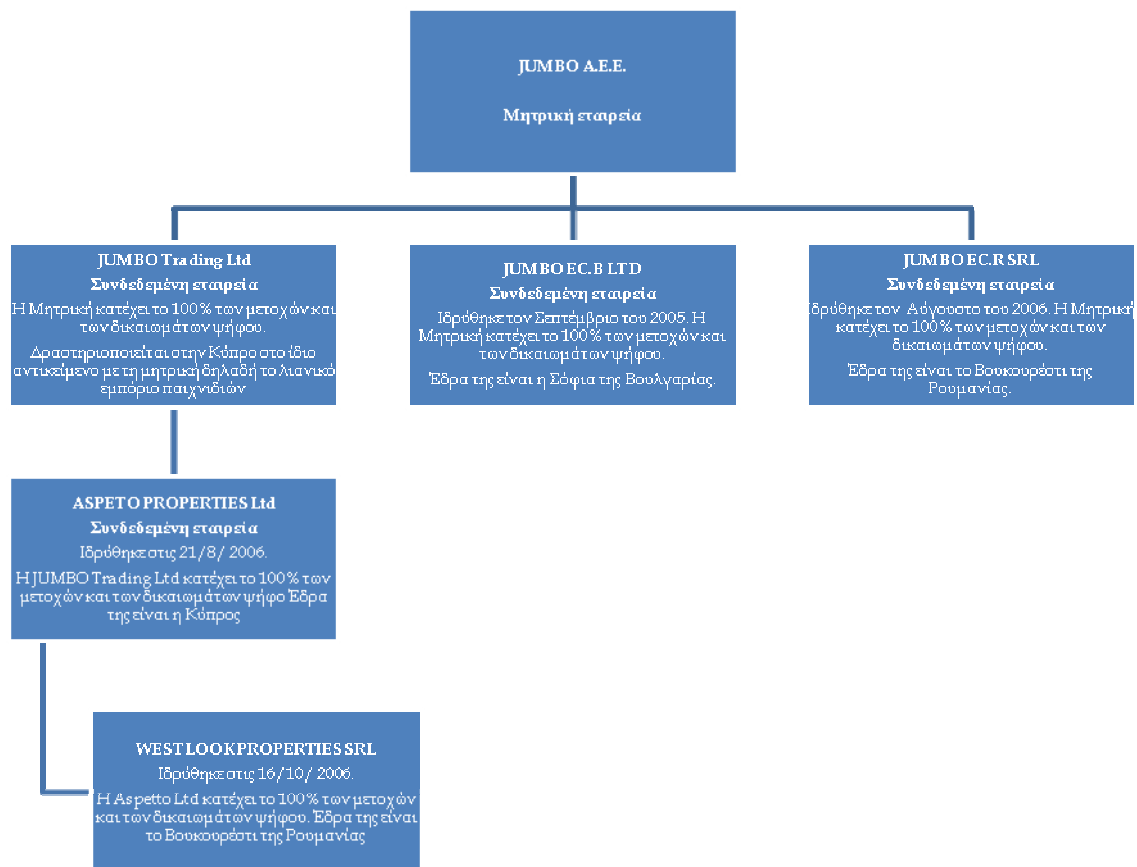 JUMBO A.E.E.
Μητρική εταιρεία
JUMBO Trading Ltd
Συνδεδεμένη εταιρεία
Η Μητρική κατέχει το 100% των μετοχών και
των δικαιωμάτων ψήφου.
Δραστηριοποιείται στην Κύπρο στο ίδιο
αντικείμενο με τη μητρική δηλαδή το λιανικό
εμπόριο παιχνιδιών
JUMBO EC.B LTD
Συνδεδεμένη εταιρεία
Ιδρύθηκε τον Σεπτέμβριο του 2005. Η
Μητρική κατέχει το 100% των μετοχών και
των δικαιωμάτων ψήφου.
Έδρα της είναι η Σόφια της Βουλγαρίας.
JUMBO EC.R SRL
Συνδεδεμένη εταιρεία
Ιδρύθηκε τον Αύγουστο του 2006. Η Μητρική
κατέχει το 100% των μετοχών και των
δικαιωμάτων ψήφου.
Έδρα της είναι το Βουκουρέστι της
Ρουμανίας.
ASPETO PROPERTIES Ltd
Συνδεδεμένη εταιρεία
Ιδρύθηκε στις 21/8/ 2006.
Η JUMBO Trading Ltd κατέχει το 100% των
μετοχών και των δικαιωμάτων ψήφο Έδρα
της είναι η Κύπρος
WEST LOOK PROPERTIES SRL
Ιδρύθηκε στις 16/10/ 2006.
Η Aspetto Ltd κατέχει το 100% των μετοχών
και των δικαιωμάτων ψήφου. Έδρα της είναι
το Βουκουρέστι της Ρουμανίας